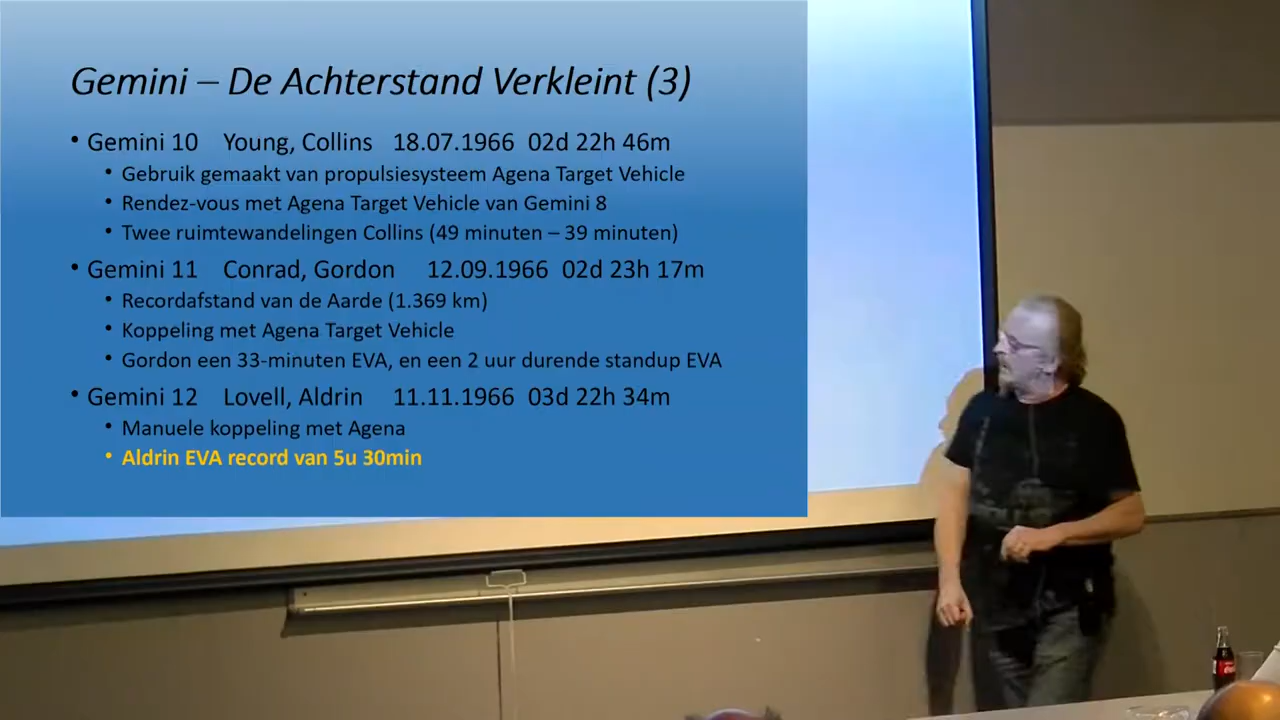 Gemini – De Achterstand Verkleint (3)
• Gemini 10 Young, Collins 18.07.1966 02d 22h 46m
• Gebruik gemaakt van propulsiesysteem Agena Target Vehicle
• Rendez-vous met Agena Target Vehicle van Gemini 8
• Twee ruimtewandelingen Collins (49 minuten – 39 minuten)
• Gemini 11 Conrad, Gordon 12.09.1966 02d 23h 17m
• Recordafstand van de Aarde (1.369 km)
• Koppeling met Agena Target Vehicle
• Gordon een 33-minuten EVA, en een 2 uur durende standup EVA
• Gemini 12 Lovell, Aldrin 11.11.1966 03d 22h 34m
• Manuele koppeling met Agena
• Aldrin EVA record van 5u 30min